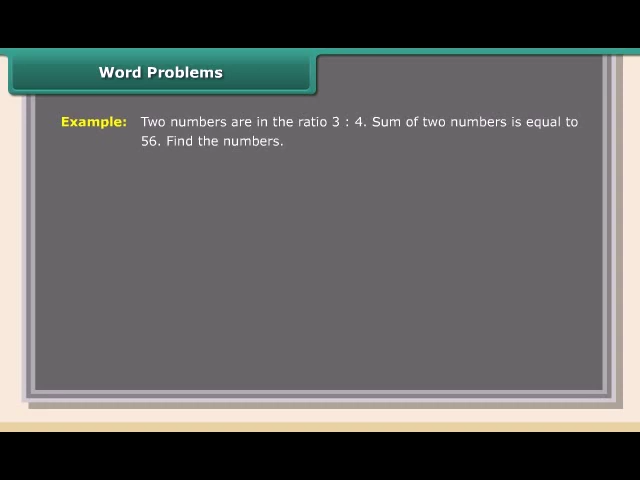 Word Problems
Example: Two numbers are in the ratio 3 : 4. Sum of two numbers is equal to
56. Find the numbers.